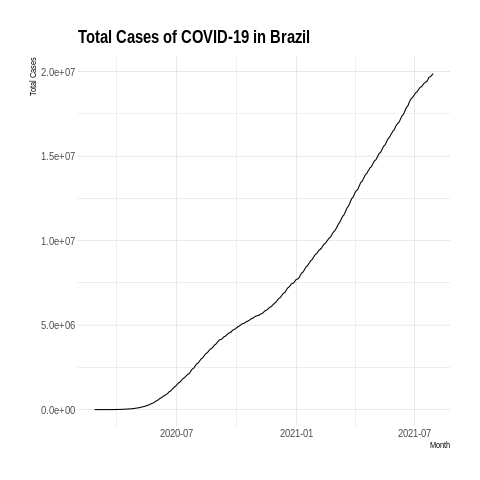 Total Cases of COVID-19 in Brazil
Total Cases
2.0e+07
1.5e+07
1.0e+07
5.0e+06
0.0e+00
2020-07
2021-01
2021-07
Month